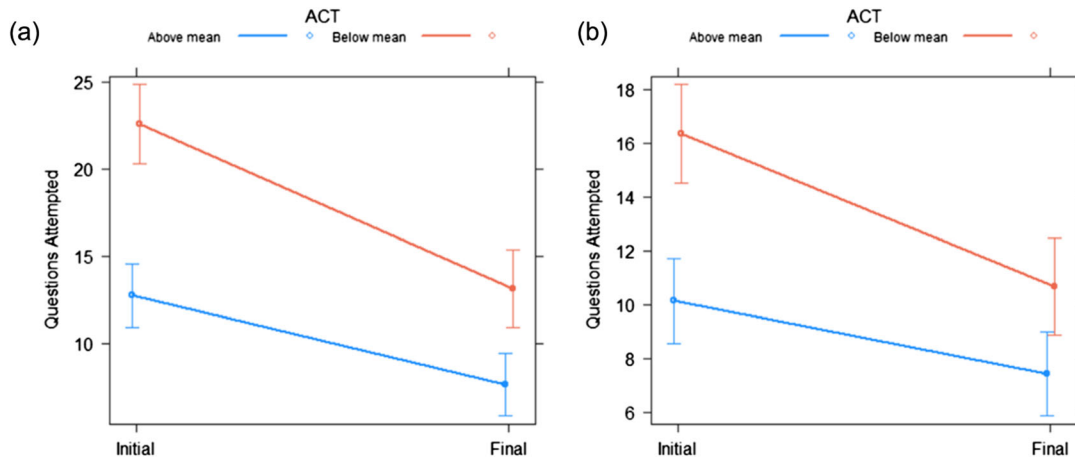 (a)
ACT
Above mean Below mean
Questions Attempted
25
20
15
10
Initial Final
(b)
ACT
Above mean Below mean
Questions Attempted
18
16
14
12
10
8
6
Initial Final